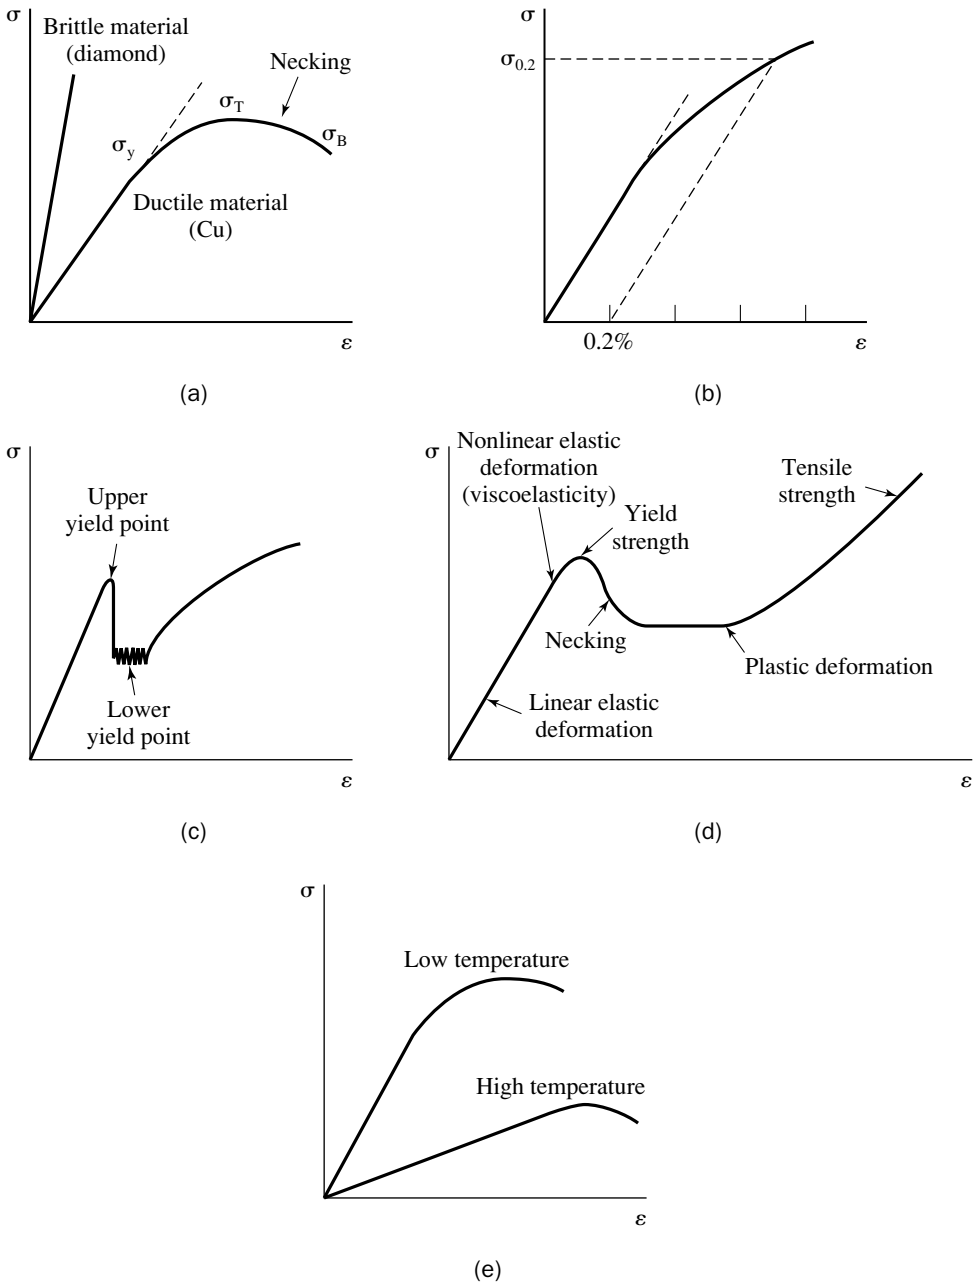 σ
Brittle material
(diamond)
Necking
σT
σB
σy
Ductile material
(Cu)
ε
(a)
σ
σ0.2
0.2%
ε
(b)
σ
Upper
yield point
Lower
yield point
ε
(c)
σ
Nonlinear elastic
deformation
(viscoelasticity)
Yield
strength
Tensile
strength
Necking
Plastic deformation
Linear elastic
deformation
ε
(d)
σ
Low temperature
High temperature
ε
(e)